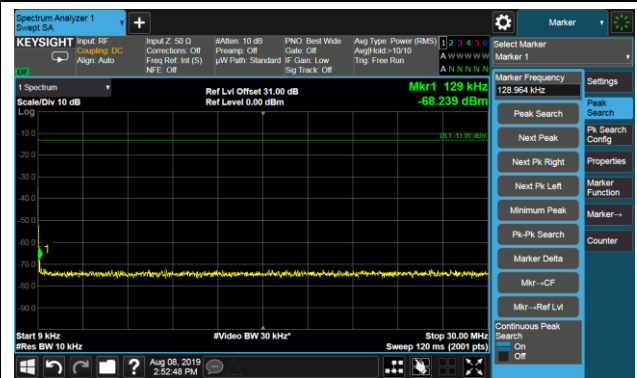 Spectrum Analyzer 1
Swept SA
+
Marker
KEYSIGHT
Input: RF
Coupling: DC
Align: Auto
Input Z: 50 Ω
Corrections: Off
Freq Ref: Int (S)
NFE: Off
#Atten: 10 dB
Preamp: Off
µW Path: Standard
PNO: Best Wide
Gate: Off
IF Gain: Low
Sig Track: Off
Avg Type: Power (RMS)
Avg|Hold:>10/10
Trig: Free Run
1 2 3 4 5 6
A W W W W W
A N N N N N
Select Marker
Marker 1
1 Spectrum
Scale/Div 10 dB
Log
Ref Lvl Offset 31.00 dB
Ref Level 0.00 dBm
Mkr1 129 kHz
-68.239 dBm
DL1 -13.00 dBm
-10.0
-20.0
-30.0
-40.0
-50.0
-60.0
-70.0
-80.0
-90.0
1
Start 9 kHz
#Res BW 10 kHz
#Video BW 30 kHz*
Stop 30.00 MHz
Sweep 120 ms (2001 pts)
Marker Frequency
128.964 kHz
Peak Search
Next Peak
Next Pk Right
Next Pk Left
Minimum Peak
Pk-Pk Search
Marker Delta
Mkr→CF
Mkr→Ref Lvl
Continuous Peak
Search
On
Off
Settings
Peak
Search
Pk Search
Config
Properties
Marker
Function
Marker→
Counter
?
Aug 08, 2019
2:52:48 PM